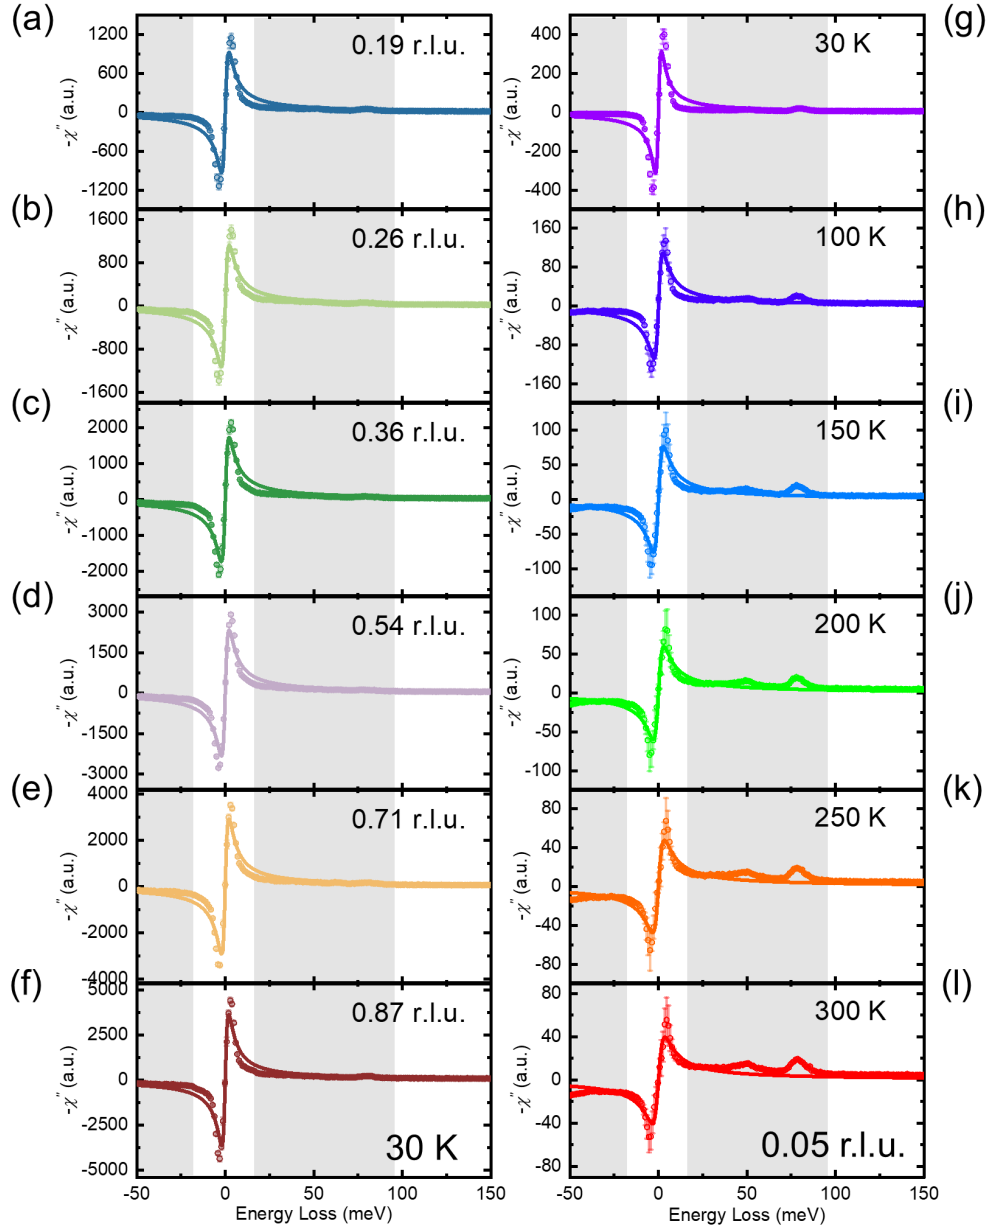 (a)
0.19 r.l.u.
1200
600
0
-600
-1200
-χ″ (a.u.)
(b)
0.26 r.l.u.
1600
800
0
-800
-1600
-χ″ (a.u.)
(c)
0.36 r.l.u.
2000
1000
0
-1000
-2000
-χ″ (a.u.)
(d)
0.54 r.l.u.
3000
1500
0
-1500
-3000
-χ″ (a.u.)
(e)
0.71 r.l.u.
4000
2000
0
-2000
-4000
-χ″ (a.u.)
(f)
0.87 r.l.u.
5000
2500
0
-2500
-5000
-χ″ (a.u.)
30 K
-50 0 50 100 150
Energy Loss (meV)
(g)
30 K
400
200
0
-200
-400
-χ″ (a.u.)
(h)
100 K
160
80
0
-80
-160
-χ″ (a.u.)
(i)
150 K
100
50
0
-50
-100
-χ″ (a.u.)
(j)
200 K
100
50
0
-50
-100
-χ″ (a.u.)
(k)
250 K
80
40
0
-40
-80
-χ″ (a.u.)
(l)
300 K
80
40
0
-40
-80
-χ″ (a.u.)
0.05 r.l.u.
-50 0 50 100 150
Energy Loss (meV)